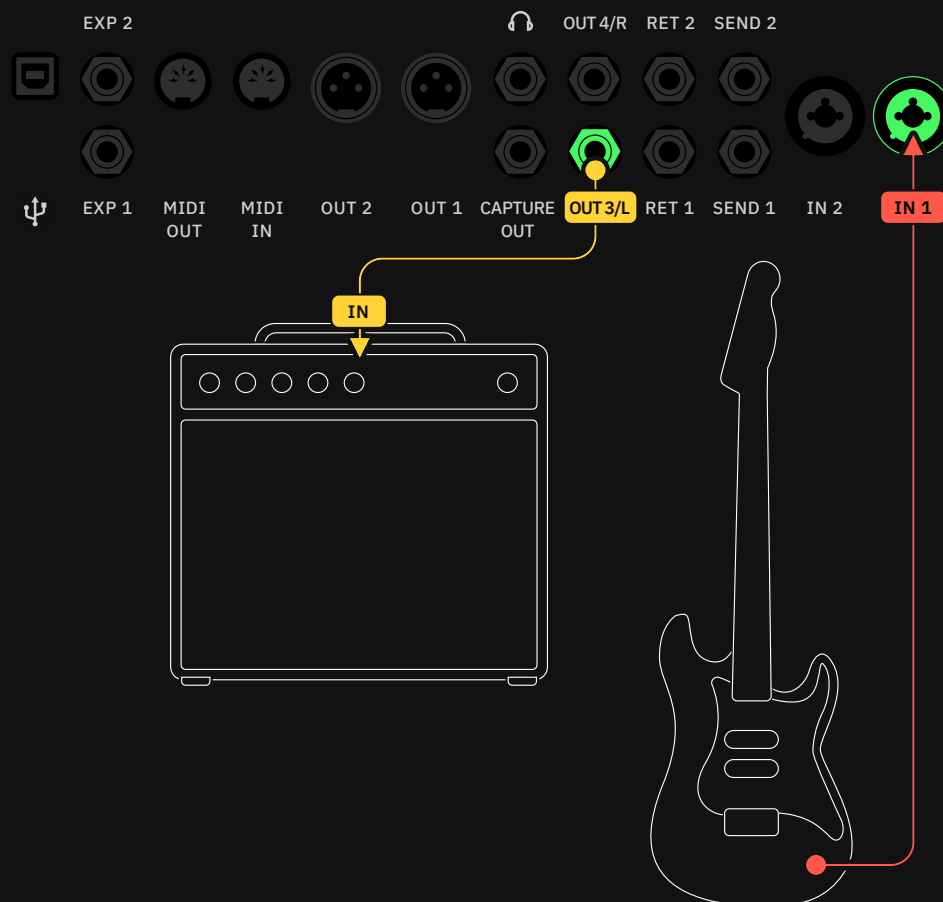 EXP 2
OUT 4/R
RET 2
SEND 2
EXP 1
MIDI
OUT
MIDI
IN
OUT 2
OUT 1
CAPTURE
OUT
OUT 3/L
RET 1
SEND 1
IN 2
IN 1
IN